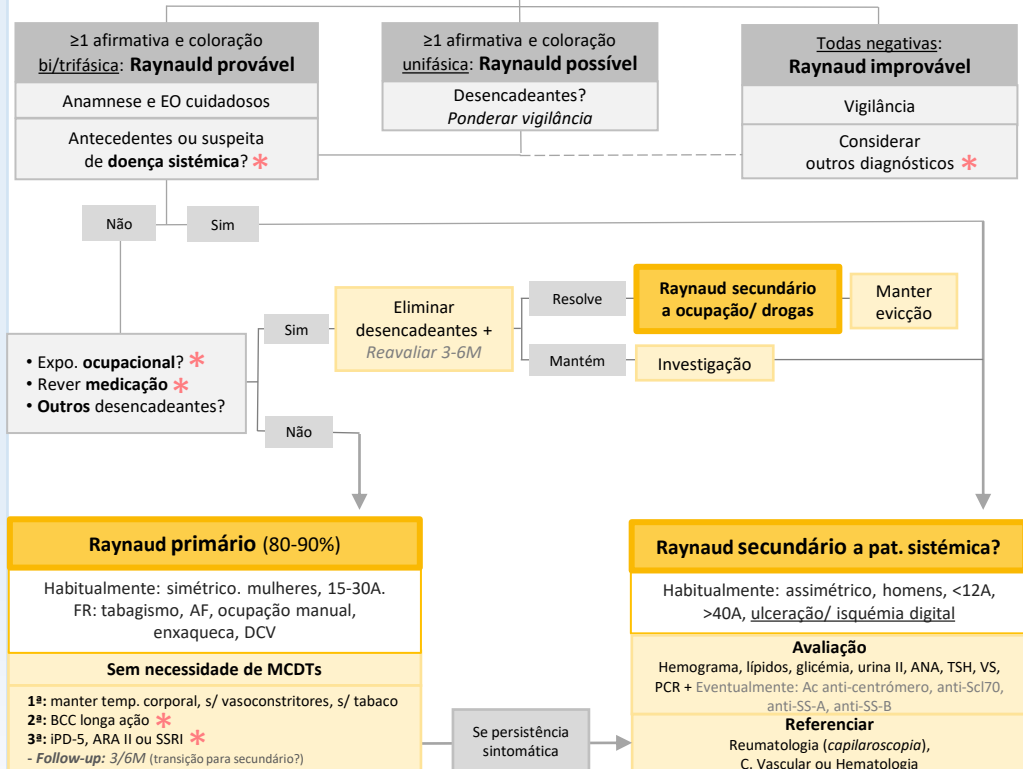 ≥1 afirmativa e coloração
bi/trifásica: Raynauld provável
Anamnese e EO cuidadosos
Antecedentes ou suspeita
de doença sistémica? *
≥1 afirmativa e coloração
unifásica: Raynauld possível
Desencadeantes?
Ponderar vigilância
Todas negativas:
Raynaud improvável
Vigilância
Considerar
outros diagnósticos *
Não
Sim
• Expo. ocupacional? *
• Rever medicação *
• Outros desencadeantes?
Sim
Não
Eliminar
desencadeantes +
Reavaliar 3-6M
Resolve
Mantém
Raynaud secundário
a ocupação/ drogas
Manter
evicção
Investigação
Raynaud primário (80-90%)
Habitualmente: simétrico. mulheres, 15-30A.
FR: tabagismo, AF, ocupação manual,
enxaqueca, DCV
Sem necessidade de MCDTs
1ª: manter temp. corporal, s/ vasoconstritores, s/ tabaco
2ª: BCC longa ação *
3ª: iPD-5, ARA II ou SSRI *
- Follow-up: 3/6M (transição para secundário?)
Se persistência
sintomática
Raynaud secundário a pat. sistémica?
Habitualmente: assimétrico, homens, <12A,
>40A, ulceração/ isquémia digital
Avaliação
Hemograma, lípidos, glicémia, urina II, ANA, TSH, VS,
PCR + Eventualmente: Ac anti-centrómero, anti-Scl70,
anti-SS-A, anti-SS-B
Referenciar
Reumatologia (capilaroscopia),
C. Vascular ou Hematologia